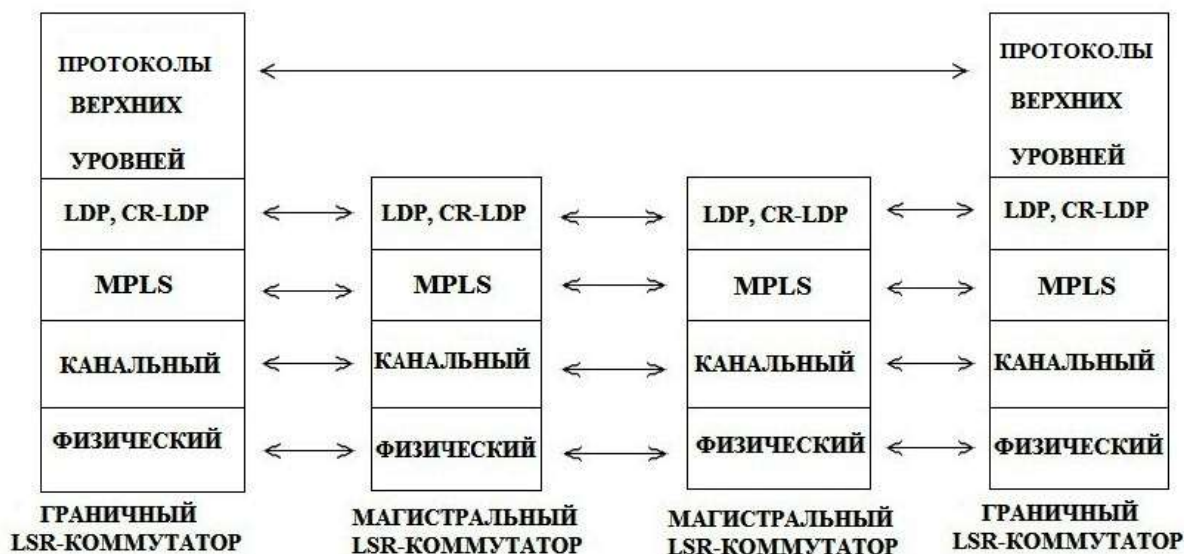 ПРОТОКОЛЫ
ВЕРХНИХ
УРОВНЕЙ
ПРОТОКОЛЫ
ВЕРХНИХ
УРОВНЕЙ
LDP, CR-LDP
LDP, CR-LDP
LDP, CR-LDP
LDP, CR-LDP
MPLS
MPLS
MPLS
MPLS
КАНАЛЬНЫЙ
КАНАЛЬНЫЙ
КАНАЛЬНЫЙ
КАНАЛЬНЫЙ
ФИЗИЧЕСКИЙ
ФИЗИЧЕСКИЙ
ФИЗИЧЕСКИЙ
ФИЗИЧЕСКИЙ
ГРАНИЧНЫЙ
LSR-КОММУТАТОР
МАГИСТРАЛЬНЫЙ
LSR-КОММУТАТОР
МАГИСТРАЛЬНЫЙ
LSR-КОММУТАТОР
ГРАНИЧНЫЙ
LSR-КОММУТАТОР